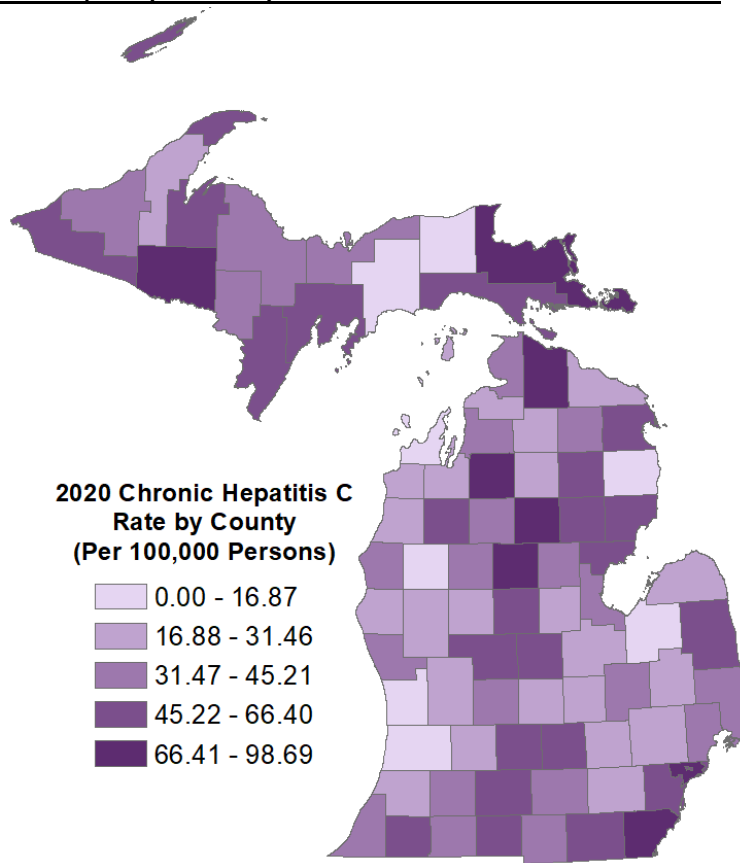 2020 Chronic Hepatitis C
Rate by County
(Per 100,000 Persons)
0.00 - 16.87
16.88 - 31.46
31.47 - 45.21
45.22 - 66.40
66.41 - 98.69